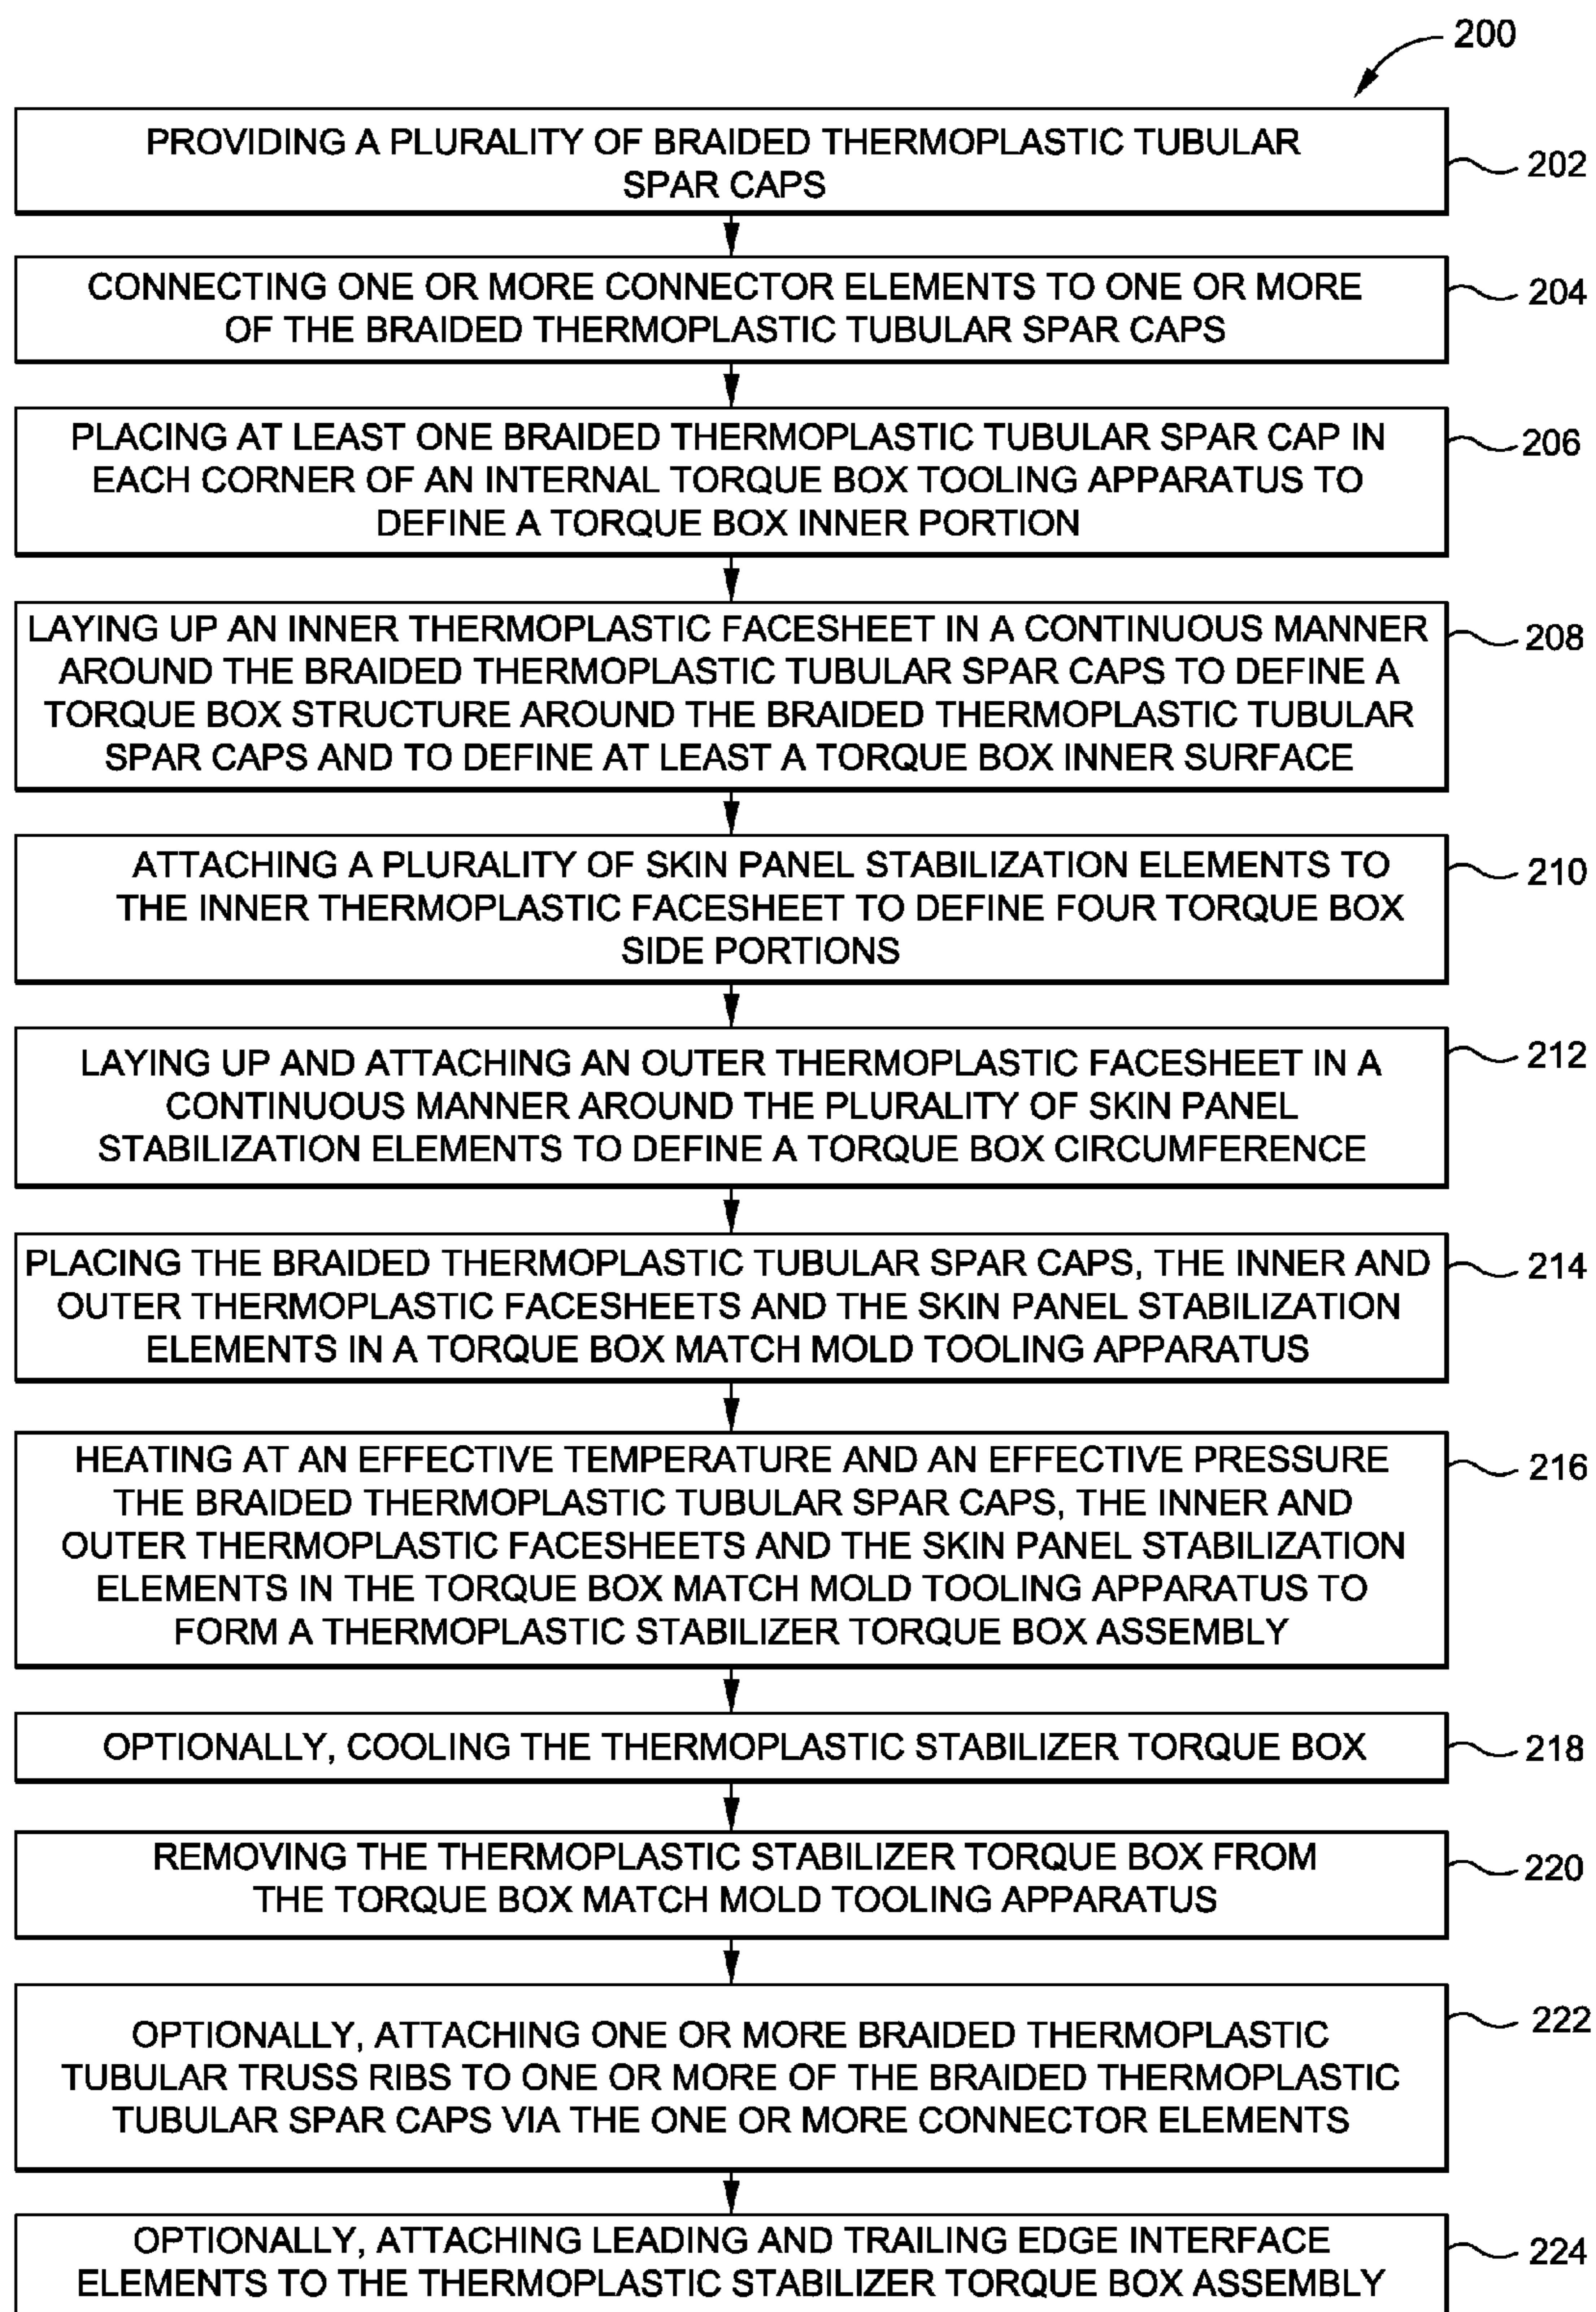 200
PROVIDING A PLURALITY OF BRAIDED THERMOPLASTIC TUBULAR
SPAR CAPS
202
CONNECTING ONE OR MORE CONNECTOR ELEMENTS TO ONE OR MORE
OF THE BRAIDED THERMOPLASTIC TUBULAR SPAR CAPS
204
PLACING AT LEAST ONE BRAIDED THERMOPLASTIC TUBULAR SPAR CAP IN
EACH CORNER OF AN INTERNAL TORQUE BOX TOOLING APPARATUS TO
DEFINE A TORQUE BOX INNER PORTION
206
LAYING UP AN INNER THERMOPLASTIC FACESHEET IN A CONTINUOUS MANNER
AROUND THE BRAIDED THERMOPLASTIC TUBULAR SPAR CAPS TO DEFINE A
TORQUE BOX STRUCTURE AROUND THE BRAIDED THERMOPLASTIC TUBULAR
SPAR CAPS AND TO DEFINE AT LEAST A TORQUE BOX INNER SURFACE
208
ATTACHING A PLURALITY OF SKIN PANEL STABILIZATION ELEMENTS TO
THE INNER THERMOPLASTIC FACESHEET TO DEFINE FOUR TORQUE BOX
SIDE PORTIONS
210
LAYING UP AND ATTACHING AN OUTER THERMOPLASTIC FACESHEET IN A
CONTINUOUS MANNER AROUND THE PLURALITY OF SKIN PANEL
STABILIZATION ELEMENTS TO DEFINE A TORQUE BOX CIRCUMFERENCE
212
PLACING THE BRAIDED THERMOPLASTIC TUBULAR SPAR CAPS, THE INNER AND
OUTER THERMOPLASTIC FACESHEETS AND THE SKIN PANEL STABILIZATION
ELEMENTS IN A TORQUE BOX MATCH MOLD TOOLING APPARATUS
214
HEATING AT AN EFFECTIVE TEMPERATURE AND AN EFFECTIVE PRESSURE
THE BRAIDED THERMOPLASTIC TUBULAR SPAR CAPS, THE INNER AND
OUTER THERMOPLASTIC FACESHEETS AND THE SKIN PANEL STABILIZATION
ELEMENTS IN THE TORQUE BOX MATCH MOLD TOOLING APPARATUS TO
FORM A THERMOPLASTIC STABILIZER TORQUE BOX ASSEMBLY
216
OPTIONALLY, COOLING THE THERMOPLASTIC STABILIZER TORQUE BOX
218
REMOVING THE THERMOPLASTIC STABILIZER TORQUE BOX FROM
THE TORQUE BOX MATCH MOLD TOOLING APPARATUS
220
OPTIONALLY, ATTACHING ONE OR MORE BRAIDED THERMOPLASTIC
TUBULAR TRUSS RIBS TO ONE OR MORE OF THE BRAIDED THERMOPLASTIC
TUBULAR SPAR CAPS VIA THE ONE OR MORE CONNECTOR ELEMENTS
222
OPTIONALLY, ATTACHING LEADING AND TRAILING EDGE INTERFACE
ELEMENTS TO THE THERMOPLASTIC STABILIZER TORQUE BOX ASSEMBLY
224